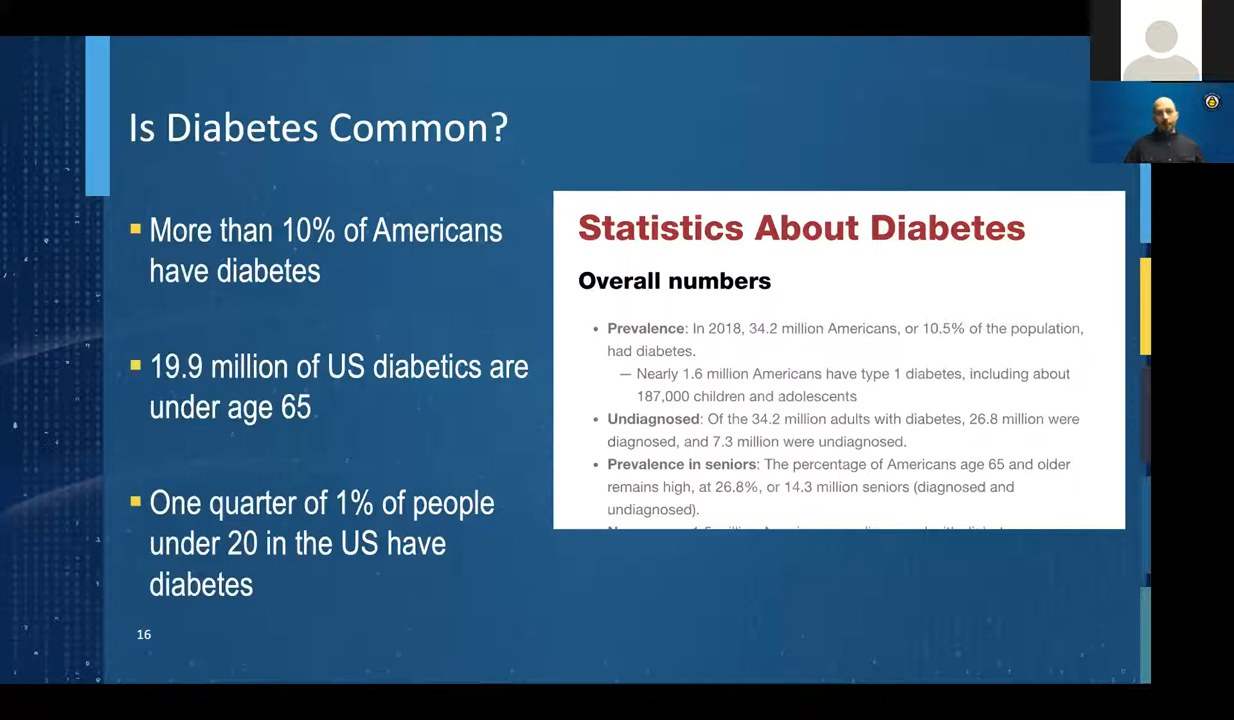 Is Diabetes Common?
▪ More than 10% of Americans
have diabetes
▪ 19.9 million of US diabetics are
under age 65
▪ One quarter of 1% of people
under 20 in the US have
diabetes
16
Statistics About Diabetes
Overall numbers
• Prevalence: In 2018, 34.2 million Americans, or 10.5% of the population,
had diabetes.
— Nearly 1.6 million Americans have type 1 diabetes, including about
187,000 children and adolescents
• Undiagnosed: Of the 34.2 million adults with diabetes, 26.8 million were
diagnosed, and 7.3 million were undiagnosed.
• Prevalence in seniors: The percentage of Americans age 65 and older
remains high, at 26.8%, or 14.3 million seniors (diagnosed and
undiagnosed).